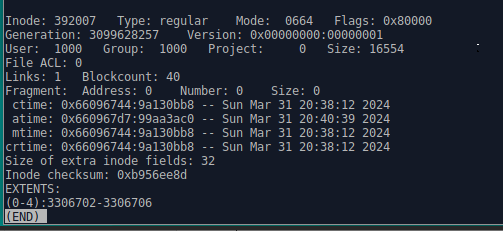 Inode: 392007   Type: regular    Mode:  0664   Flags: 0x80000
Generation: 3099628257    Version: 0x00000000:00000001
User:  1000   Group:  1000   Project:     0   Size: 16554
File ACL: 0
Links: 1   Blockcount: 40
Fragment:  Address: 0    Number: 0    Size: 0
 ctime: 0x66096744:9a130bb8 -- Sun Mar 31 20:38:12 2024
 atime: 0x660967d7:99aa3ac0 -- Sun Mar 31 20:40:39 2024
 mtime: 0x66096744:9a130bb8 -- Sun Mar 31 20:38:12 2024
crtime: 0x66096744:9a130bb8 -- Sun Mar 31 20:38:12 2024
Size of extra inode fields: 32
Inode checksum: 0xb956ee8d
EXTENTS:
(0-4):3306702-3306706
(END)